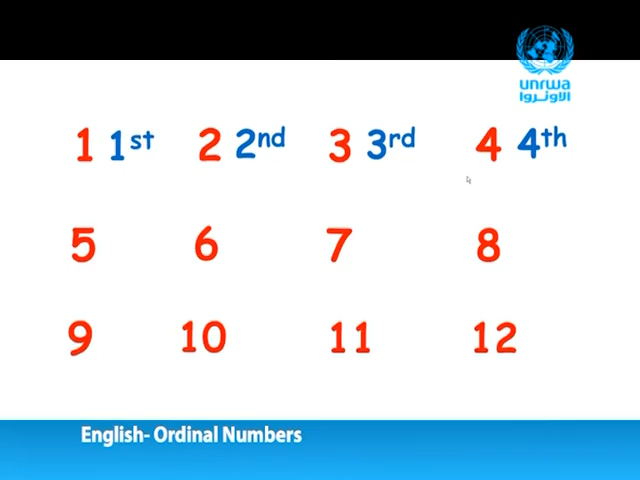 unrwa
الاونروا
1 1st 2 2nd 3 3rd 4 4th
5 6 7 8
9 10 11 12
English- Ordinal Numbers